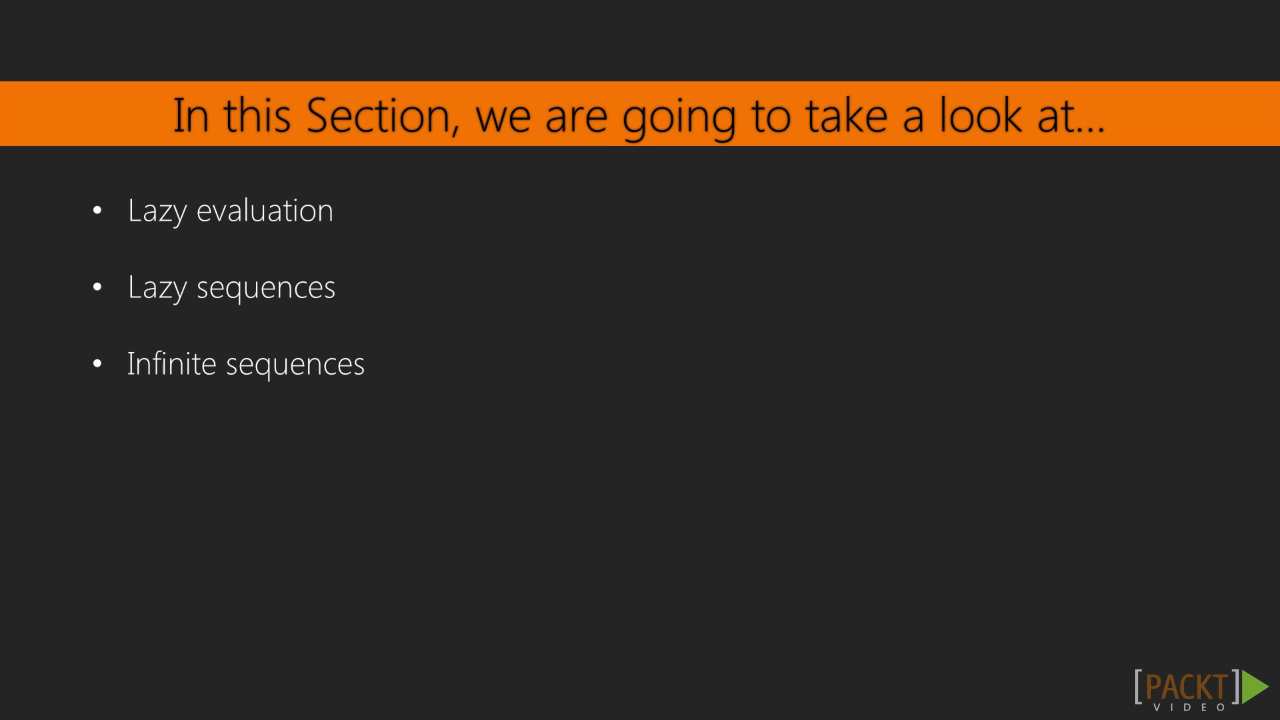 In this Section, we are going to take a look at...
• Lazy evaluation
• Lazy sequences
• Infinite sequences
[PACKT]
VIDEO